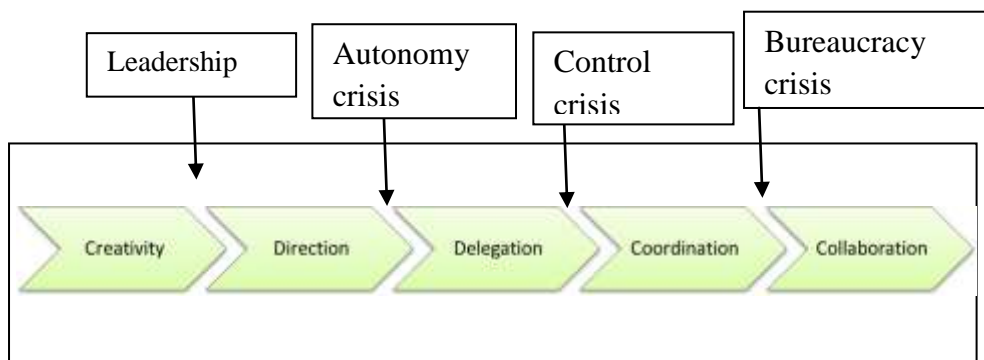 Leadership
Autonomy
crisis
Control
crisis
Bureaucracy
crisis
Creativity
Direction
Delegation
Coordination
Collaboration